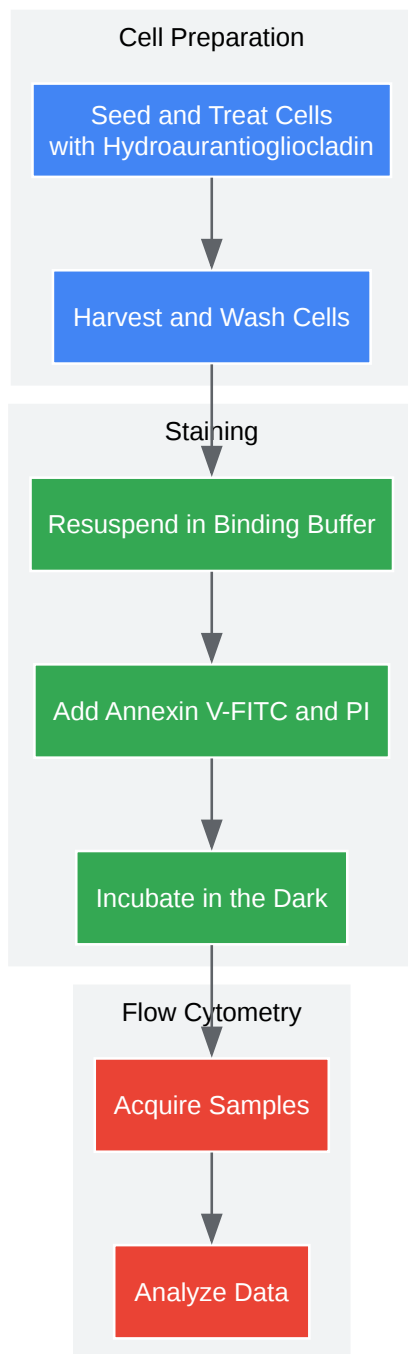 Cell Preparation
Seed and Treat Cells
with Hydroaurantiogliocladin
Harvest and Wash Cells
Staining
Resuspend in Binding Buffer
Add Annexin V-FITC and PI
Incubate in the Dark
Flow Cytometry
Acquire Samples
Analyze Data